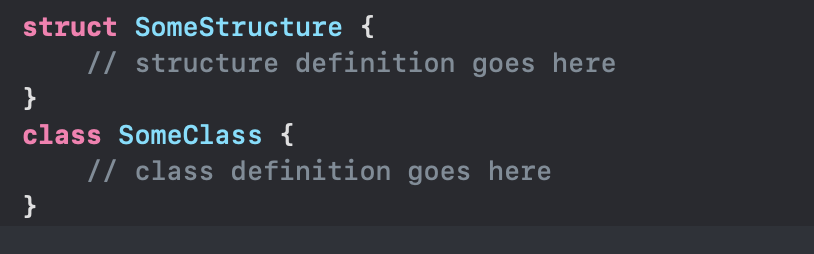 struct SomeStructure {
    // structure definition goes here
}
class SomeClass {
    // class definition goes here
}